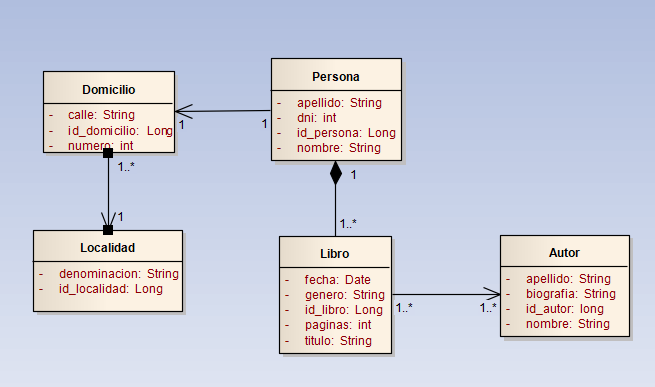 Domicilio
- calle: String
- id_domicilio: Long
- numero: int
1..*
1
Persona
- apellido: String
- dni: int
- id_persona: Long
- nombre: String
1
1
1..*
Localidad
- denominacion: String
- id_localidad: Long
1
Libro
- fecha: Date
- genero: String
- id_libro: Long
- paginas: int
- titulo: String
1..*
1..*
Autor
- apellido: String
- biografia: String
- id_autor: long
- nombre: String